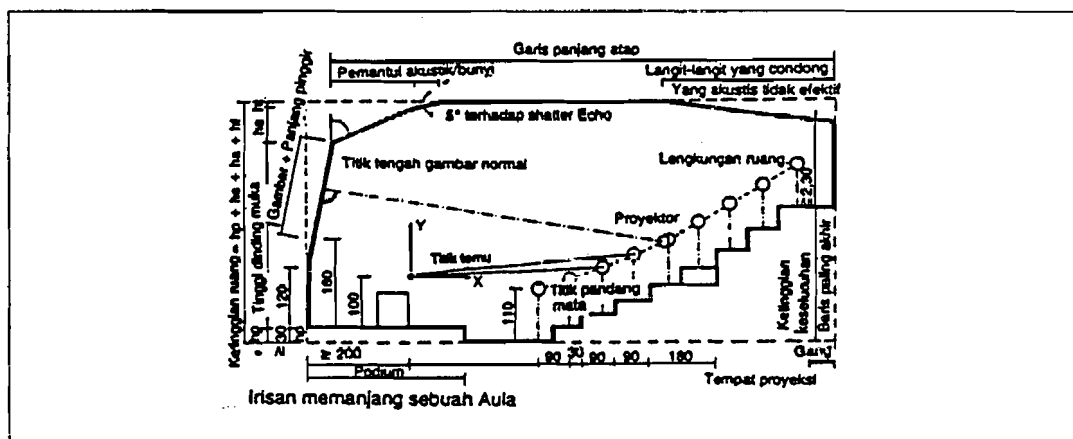 Garis panjang atap
Pemantul akustik/bunyi
Langit-langit yang condong
Yang akustis tidak efektif
5° terhadap shatter Echo
Titik tengah gambar normal
Lengkungan ruang
Proyektor
Titik temu
Titik pandang
mata
Y
X
Ketinggian ruang = hp + hs + ha + hl
Tinggi dinding muka
Gambar + Panjang pinggir
120
160
100
110
2,30
Ketinggian
keseluruhan
Baris paling akhir
30
hp
200
90
90
90
180
Gang
Podium
Tempat proyeksi
Irisan memanjang sebuah Aula